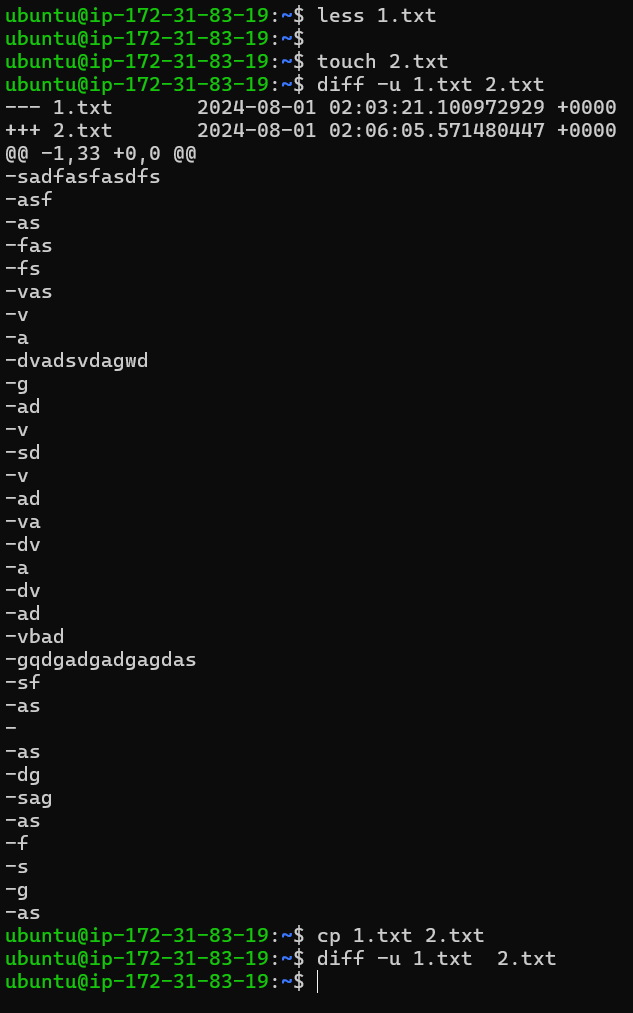 ubuntu@ip-172-31-83-19:~$ less 1.txt
ubuntu@ip-172-31-83-19:~$
ubuntu@ip-172-31-83-19:~$ touch 2.txt
ubuntu@ip-172-31-83-19:~$ diff -u 1.txt 2.txt
--- 1.txt       2024-08-01 02:03:21.100972929 +0000
+++ 2.txt       2024-08-01 02:06:05.571480447 +0000
@@ -1,33 +0,0 @@
-sadfasfasdfs
-asf
-as
-fas
-fs
-vas
-v
-a
-dvadsvdagwd
-g
-ad
-v
-sd
-v
-ad
-va
-dv
-a
-dv
-ad
-vbad
-gqdgadgadgagdas
-sf
-as
-
-as
-dg
-sag
-as
-f
-s
-g
-as
ubuntu@ip-172-31-83-19:~$ cp 1.txt 2.txt
ubuntu@ip-172-31-83-19:~$ diff -u 1.txt  2.txt
ubuntu@ip-172-31-83-19:~$